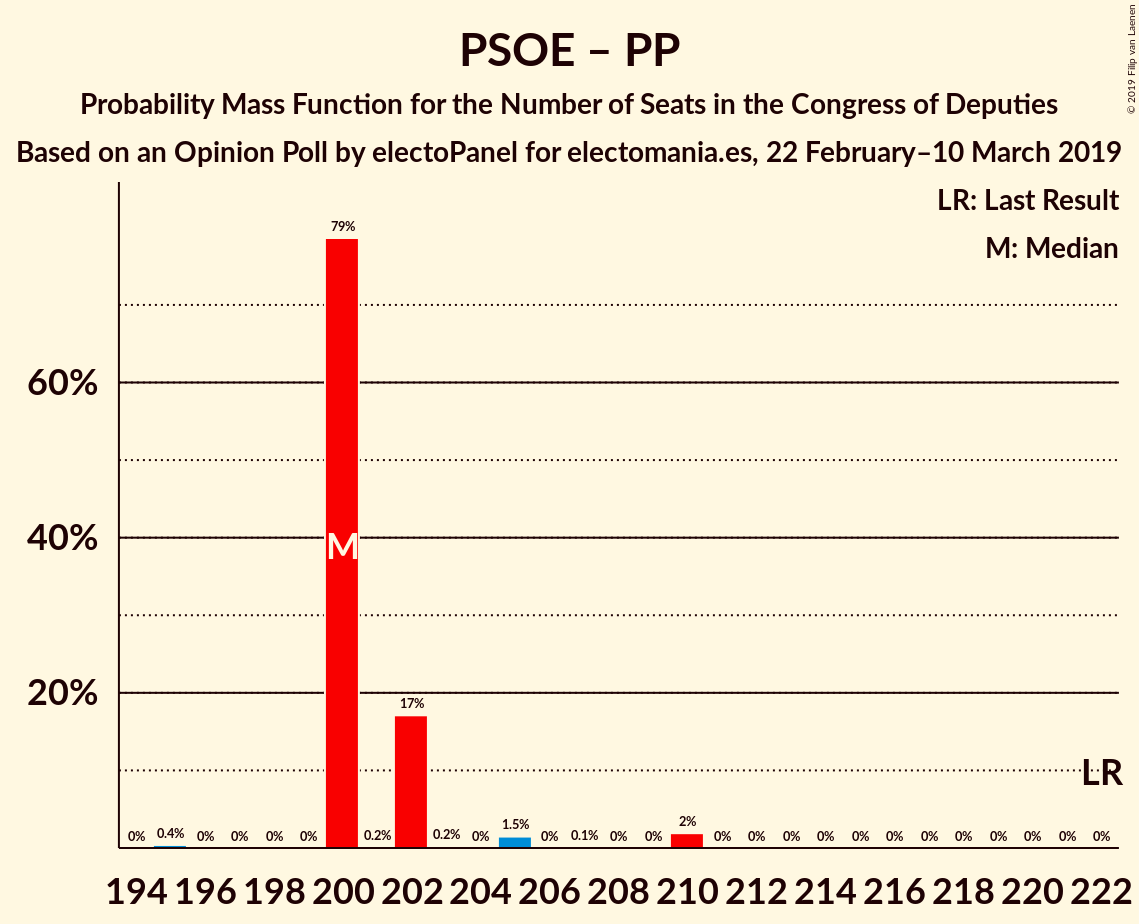 PSOE – PP
Probability Mass Function for the Number of Seats in the Congress of Deputies
Based on an Opinion Poll by electoPanel for electomania.es, 22 February–10 March 2019
© 2019 Filip van Laenen
LR: Last Result
M: Median
79%
60%
40%
M
20%
17%
LR
0% 0.4% 0% 0% 0% 0% 0.2% 0.2% 0% 1.5% 0% 0.1% 0% 0% 2% 0% 0% 0% 0% 0% 0% 0% 0% 0% 0% 0% 0%
194 196 198 200 202 204 206 208 210 212 214 216 218 220 222